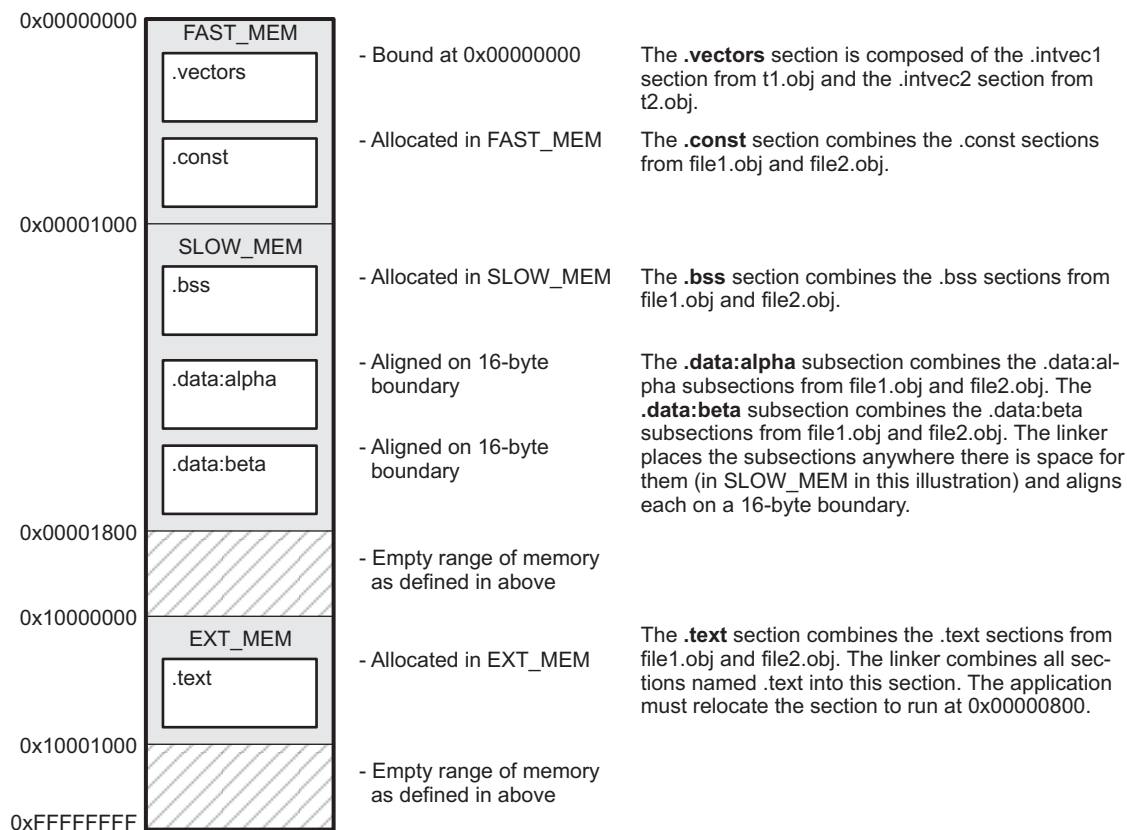 0x00000000
FAST_MEM
.vectors
- Bound at 0x00000000
The .vectors section is composed of the .intvec1
section from t1.obj and the .intvec2 section from
t2.obj.
.const
- Allocated in FAST_MEM
The .const section combines the .const sections
from file1.obj and file2.obj.
0x00001000
SLOW_MEM
.bss
- Allocated in SLOW_MEM
The .bss section combines the .bss sections from
file1.obj and file2.obj.
.data:alpha
- Aligned on 16-byte
boundary
The .data:alpha subsection combines the .data:al-
pha subsections from file1.obj and file2.obj. The
.data:beta subsection combines the .data:beta
subsections from file1.obj and file2.obj. The linker
places the subsections anywhere there is space for
them (in SLOW_MEM in this illustration) and aligns
each on a 16-byte boundary.
.data:beta
- Aligned on 16-byte
boundary
0x00001800
- Empty range of memory
as defined in above
0x10000000
EXT_MEM
.text
- Allocated in EXT_MEM
The .text section combines the .text sections from
file1.obj and file2.obj. The linker combines all sec-
tions named .text into this section. The application
must relocate the section to run at 0x00000800.
0x10001000
- Empty range of memory
as defined in above
0xFFFFFFFF